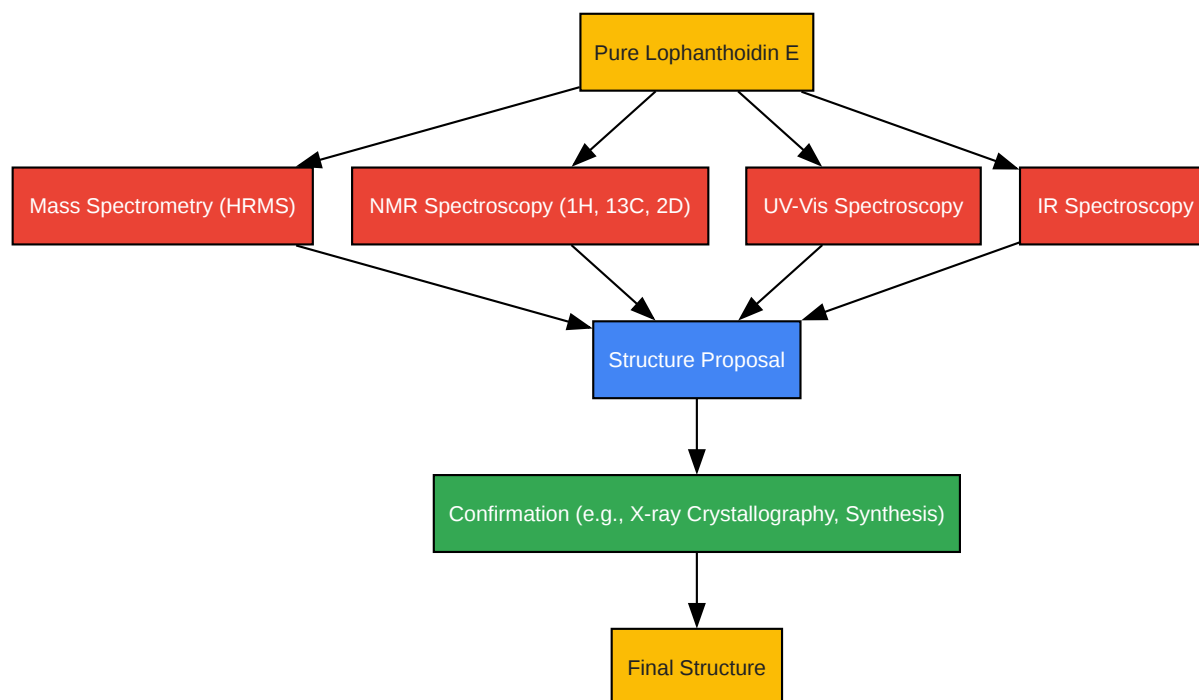 Pure Lophanthoidin E
Mass Spectrometry (HRMS)
NMR Spectroscopy (1H, 13C, 2D)
UV-Vis Spectroscopy
IR Spectroscopy
Structure Proposal
Confirmation (e.g., X-ray Crystallography, Synthesis)
Final Structure